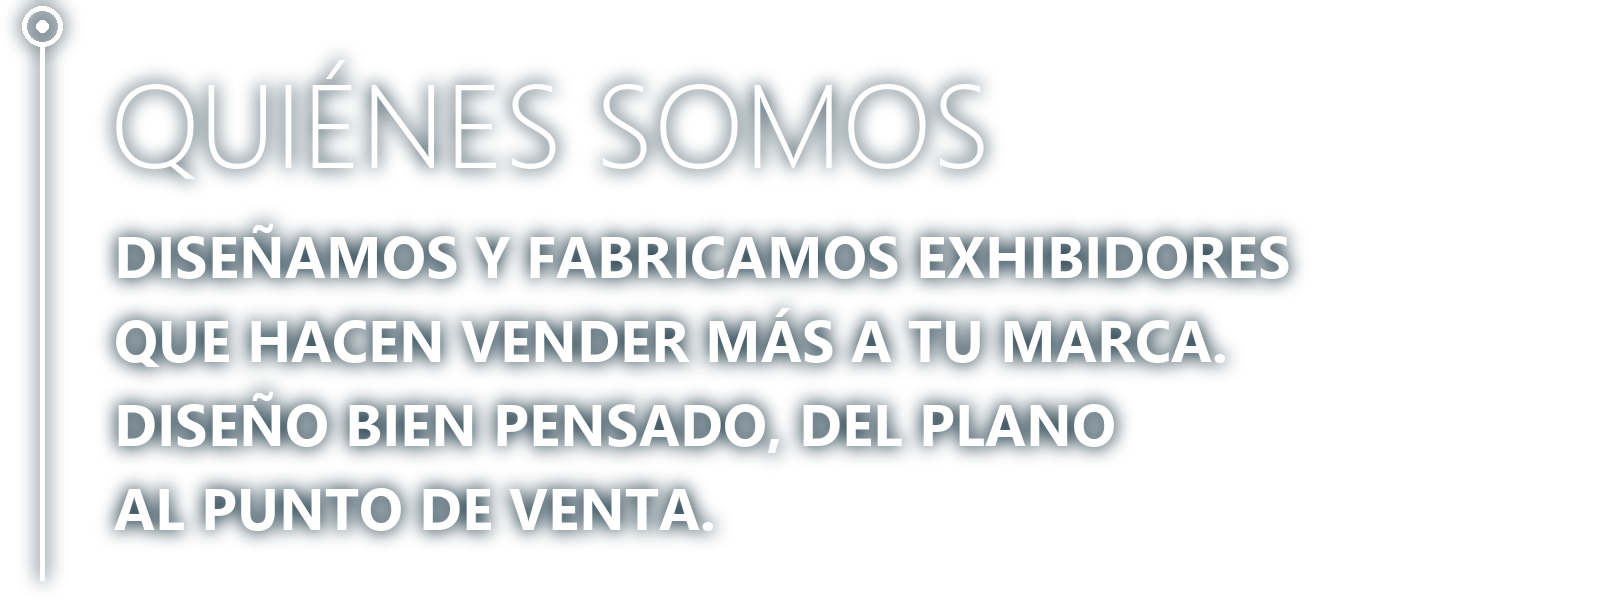 QUIÉNES SOMOS
DISEÑAMOS Y FABRICAMOS EXHIBIDORES
QUE HACEN VENDER MÁS A TU MARCA.
DISEÑO BIEN PENSADO, DEL PLANO
AL PUNTO DE VENTA.